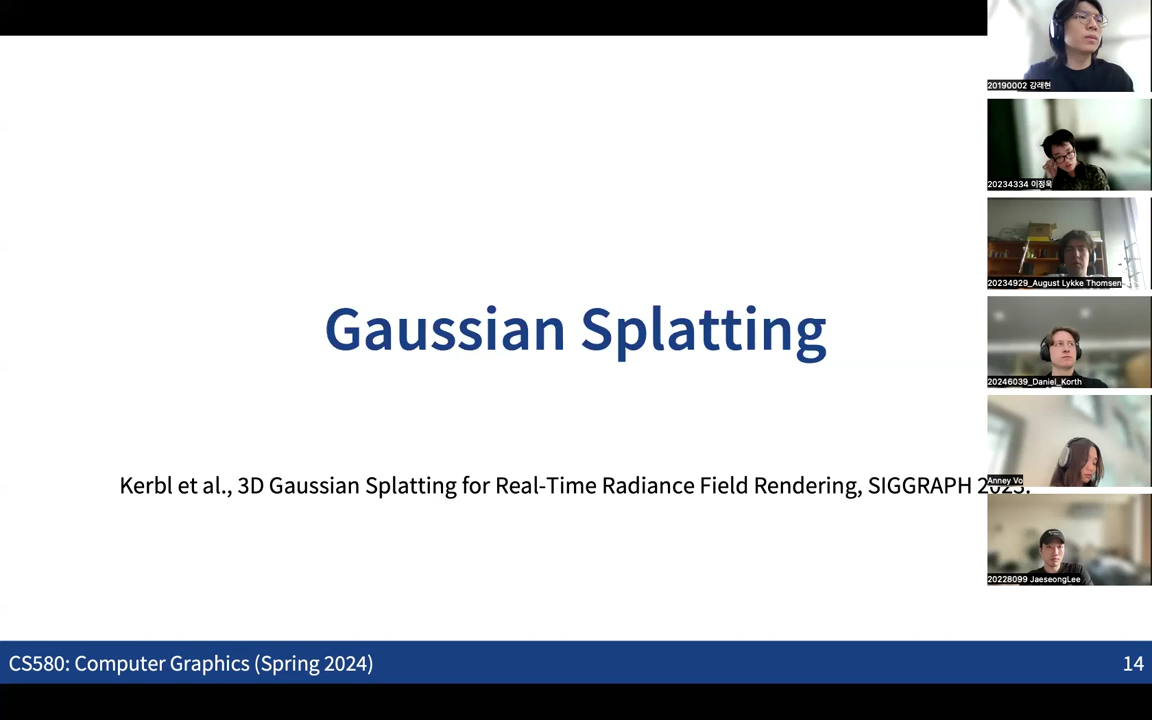 Gaussian Splatting
Kerbl et al., 3D Gaussian Splatting for Real-Time Radiance Field Rendering, SIGGRAPH 2023.
CS580: Computer Graphics (Spring 2024)
14
20190002 강래현
20234334 이정욱
20234929_August Lykke Thomsen
20246039_Daniel_Korth
Anney Vo
20228099 JaeseongLee